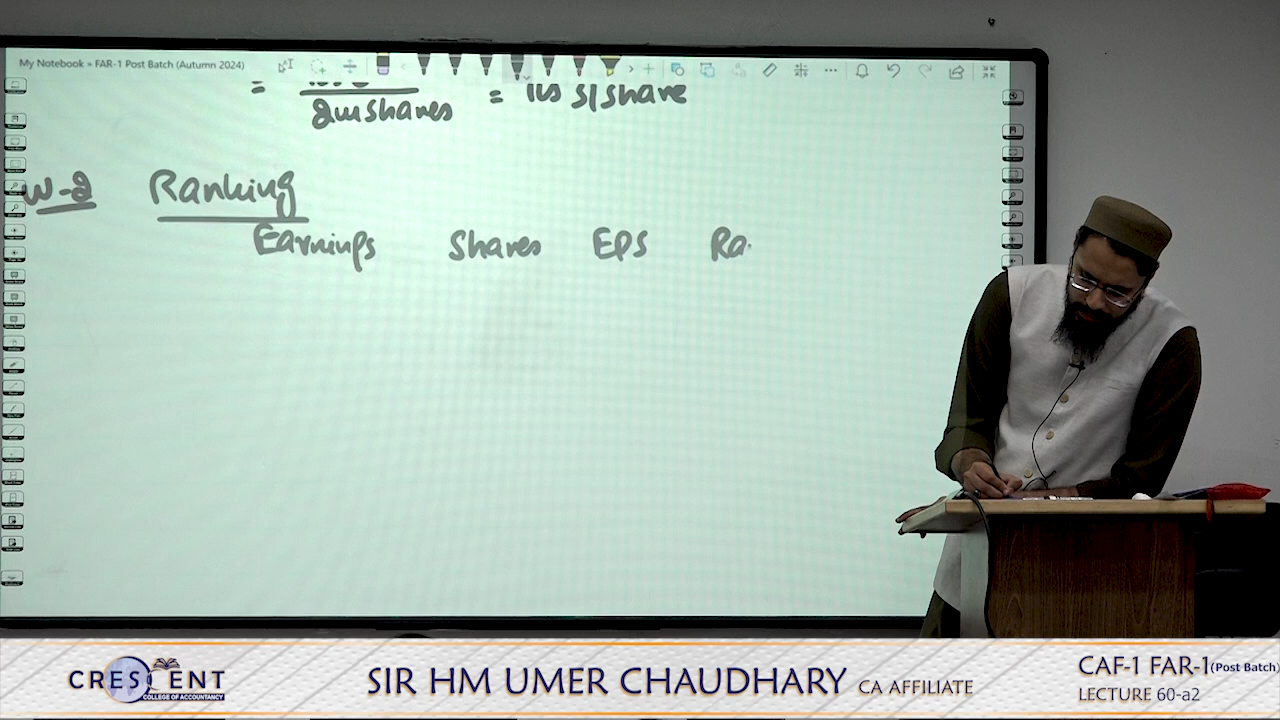 My Notebook » FAR-1 Post Batch (Autumn 2024)
=
2m shares = Rs 5/share
W-2 Ranking
Earnings Shares EPS Ra
CRESCENT
COLLEGE OF ACCOUNTANCY
SIR HM UMER CHAUDHARY CA AFFILIATE
CAF-1 FAR-1(Post Batch)
LECTURE 60-a2